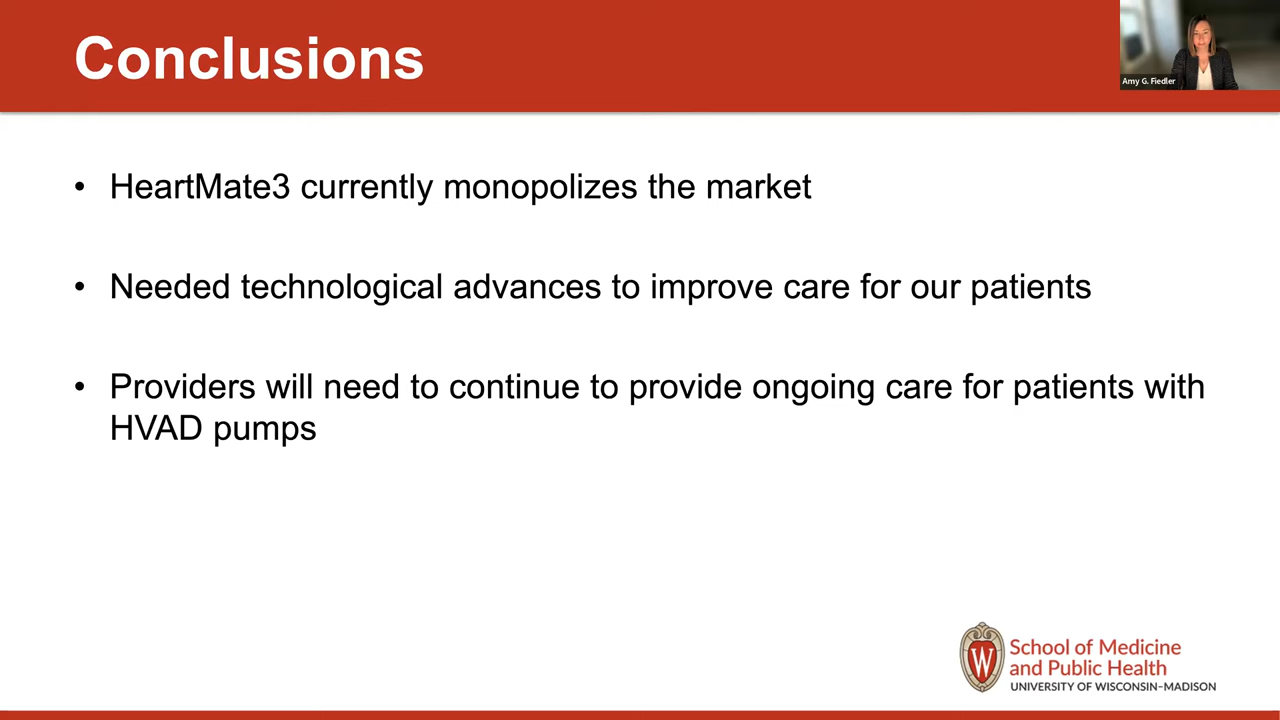 Conclusions
Amy G. Fiedler
• HeartMate3 currently monopolizes the market
• Needed technological advances to improve care for our patients
• Providers will need to continue to provide ongoing care for patients with
HVAD pumps
W
School of Medicine
and Public Health
UNIVERSITY OF WISCONSIN–MADISON